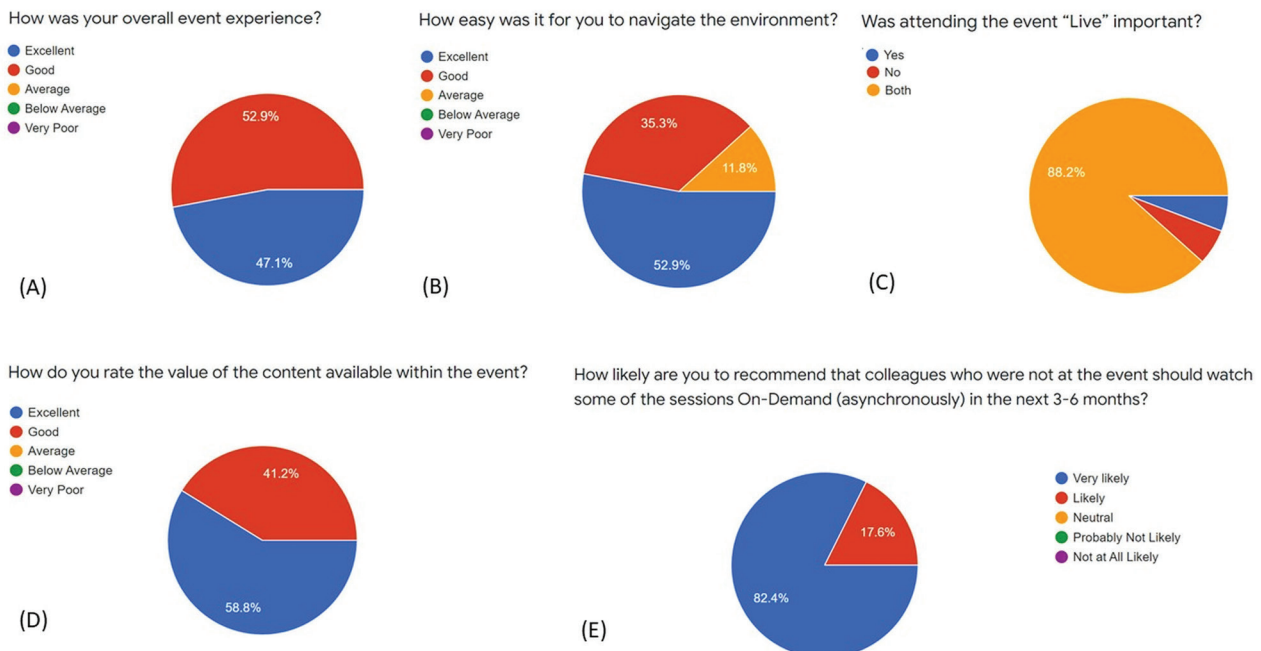 How was your overall event experience?
Excellent
Good
Average
Below Average
Very Poor
52.9%
47.1%
(A)
How easy was it for you to navigate the environment?
Excellent
Good
Average
Below Average
Very Poor
35.3%
11.8%
52.9%
(B)
Was attending the event “Live” important?
Yes
No
Both
88.2%
(C)
How do you rate the value of the content available within the event?
Excellent
Good
Average
Below Average
Very Poor
41.2%
58.8%
(D)
How likely are you to recommend that colleagues who were not at the event should watch
some of the sessions On-Demand (asynchronously) in the next 3-6 months?
Very likely
Likely
Neutral
Probably Not Likely
Not at All Likely
17.6%
82.4%
(E)